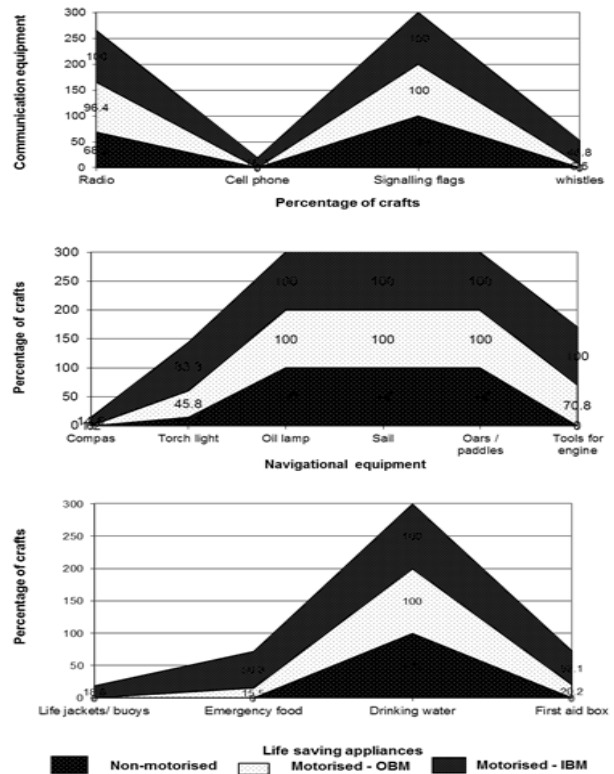 Communication equipment
300
250
200
150
100
50
0
100
96.4
100
100
Radio Cell phone Signalling flags whistles
Percentage of crafts
Percentage of crafts
300
250
200
150
100
50
0
45.8
100 100 100
100 100 100
100
70.8
Compas Torch light Oil lamp Sail Oars / paddles Tools for engine
Navigational equipment
Percentage of crafts
300
250
200
150
100
50
0
100
100
20.2
Life jackets/ buoys Emergency food Drinking water First aid box
Life saving appliances
Non-motorised Motorised - OBM Motorised - IBM